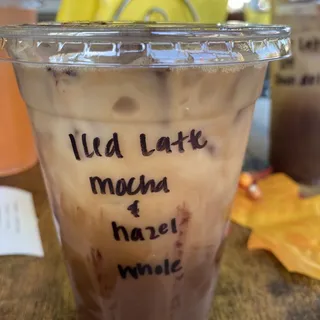 Iced Latte
mocha
&
hazel
whole